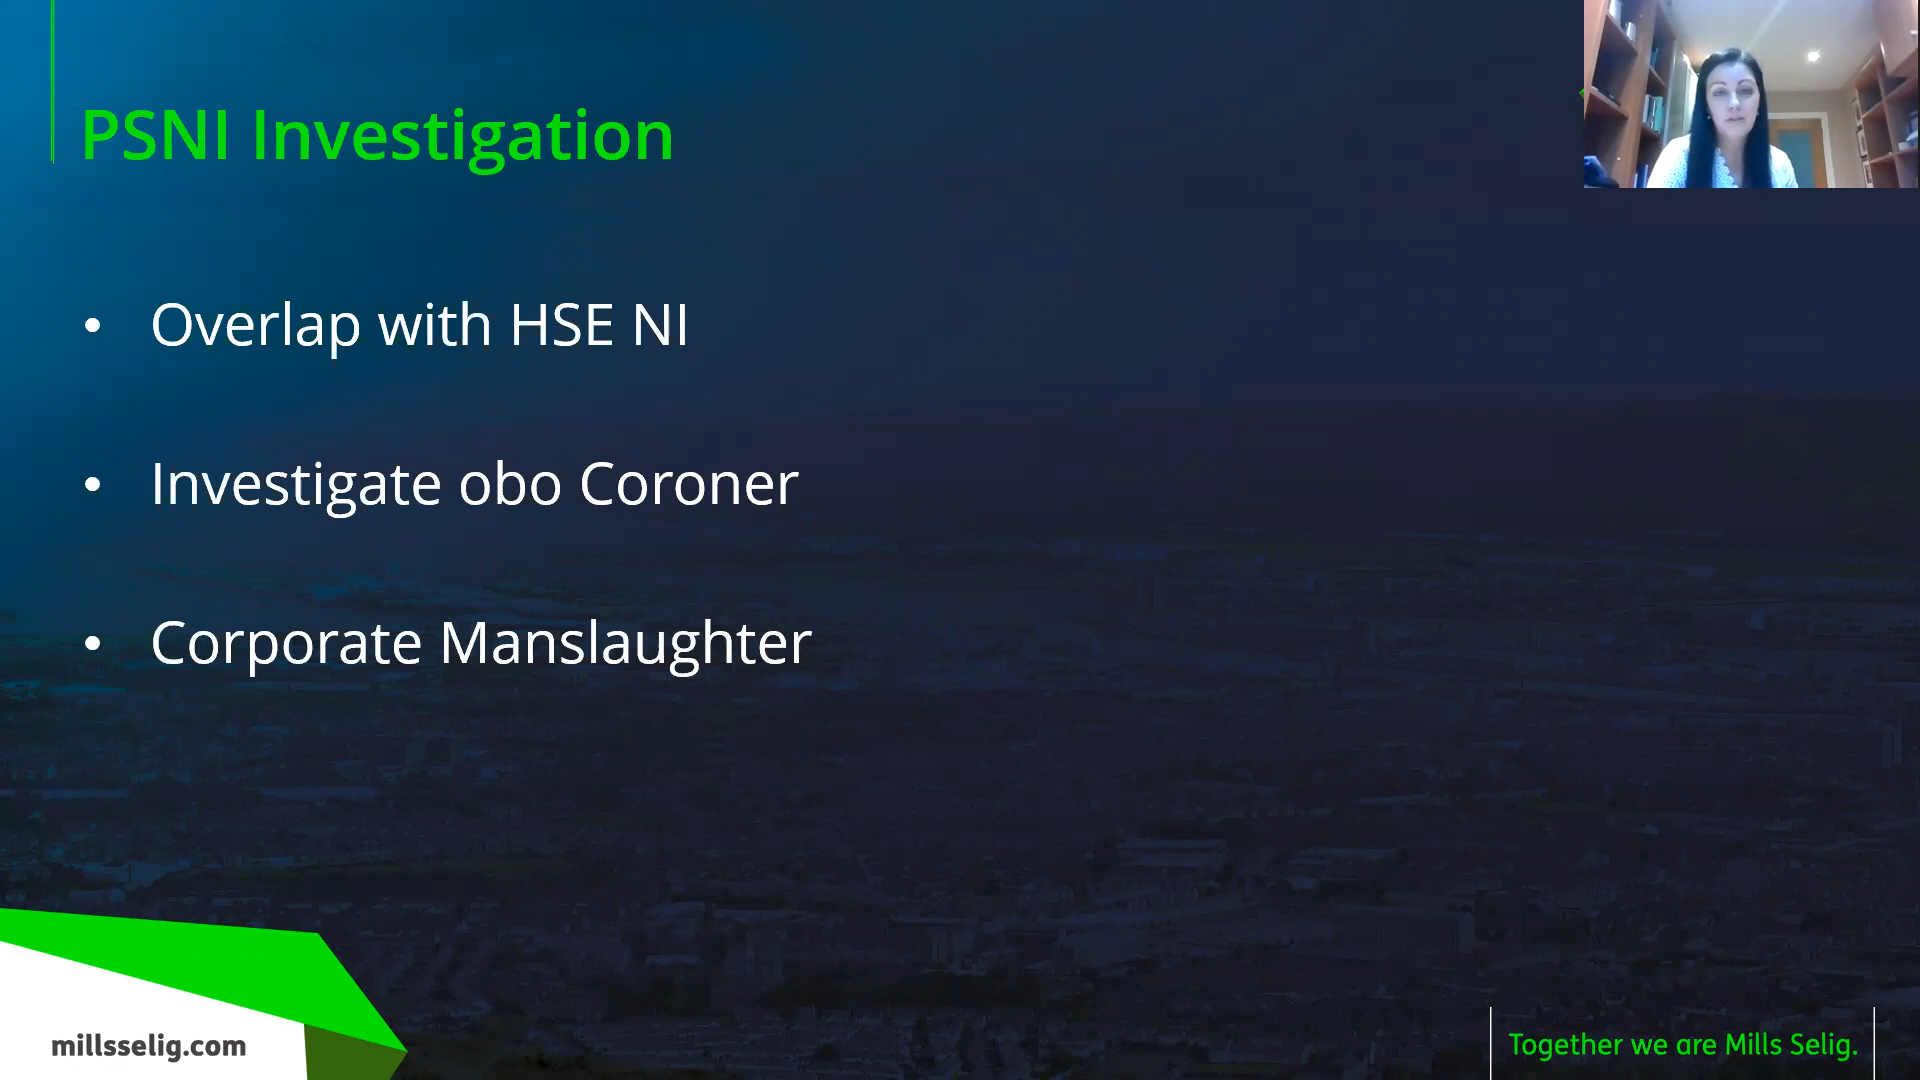 PSNI Investigation
• Overlap with HSE NI
• Investigate obo Coroner
• Corporate Manslaughter
millsselig.com
Together we are Mills Selig.